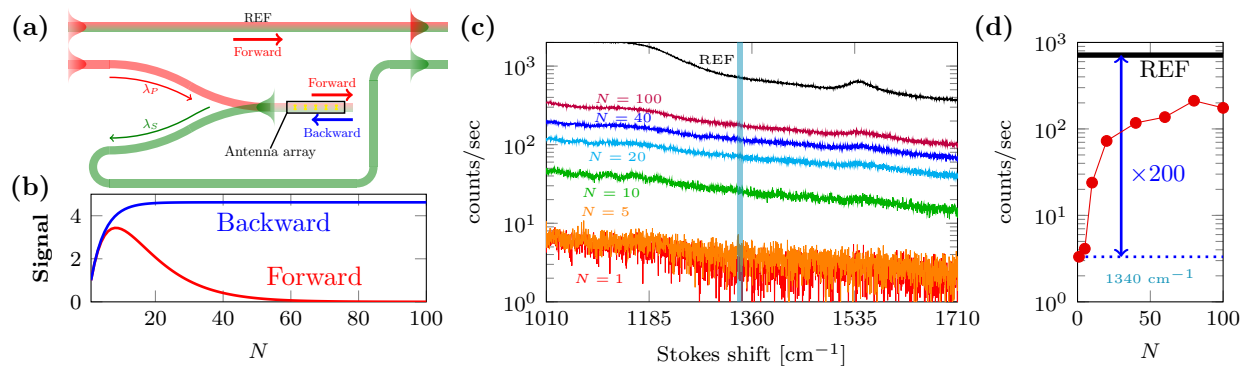 (a)
REF
Forward
λP
λS
Forward
Backward
Antenna array
(b)
Signal
4
2
0
Backward
Forward
20
40
60
80
100
N
(c)
counts/sec
10³
10²
10¹
10⁰
REF
N = 100
N = 40
N = 20
N = 10
N = 5
N = 1
1010
1185
1360
1535
1710
Stokes shift [cm⁻¹]
(d)
counts/sec
10³
10²
10¹
10⁰
REF
×200
1340 cm⁻¹
0
50
100
N